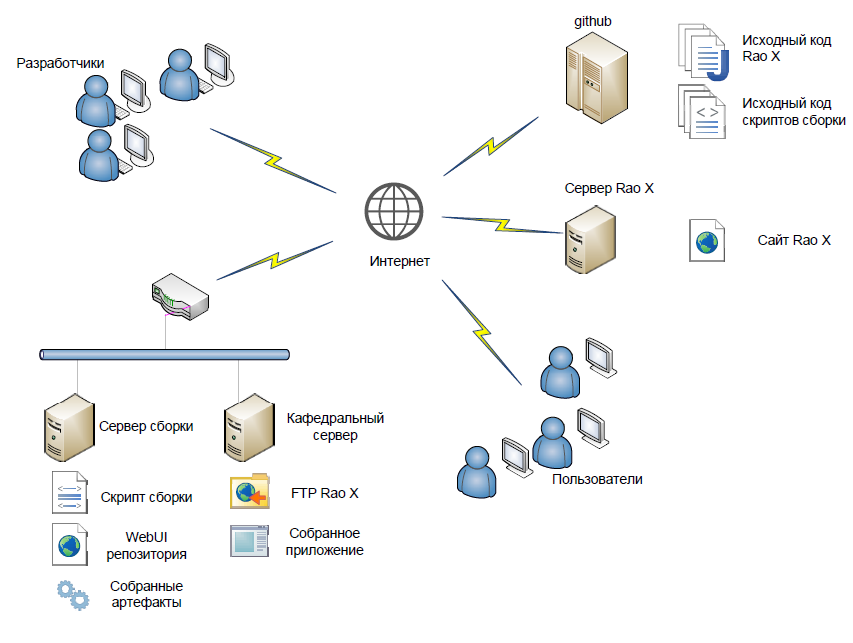 github
Разработчики
Исходный код
Rao X
Исходный код
скриптов сборки
Сервер Rao X
Сайт Rao X
Интернет
Сервер сборки
Кафедральный
сервер
Скрипт сборки
FTP Rao X
WebUI
репозитория
Собранное
приложение
Собранные
артефакты
Пользователи